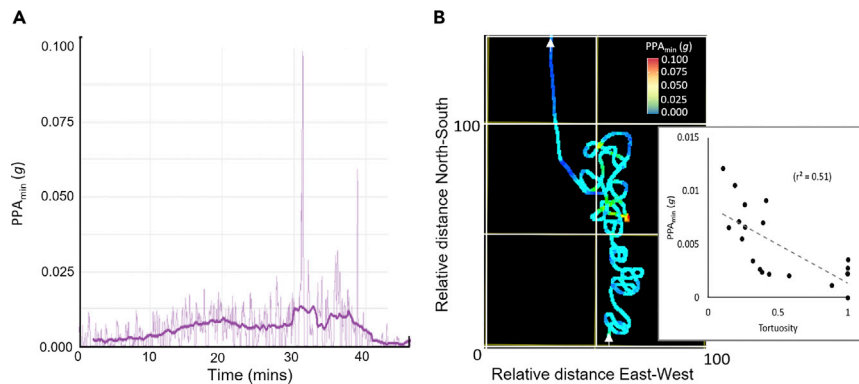 A
PPAmin (g)
0.100
0.075
0.050
0.025
0.000
0
10
20
30
40
Time (mins)
B
Relative distance North-South
100
0
100
Relative distance East-West
PPAmin (g)
0.100
0.075
0.050
0.025
0.000
PPAmin (g)
0.015
0.01
0.005
0
(r² = 0.51)
0
0.5
1
Tortuosity